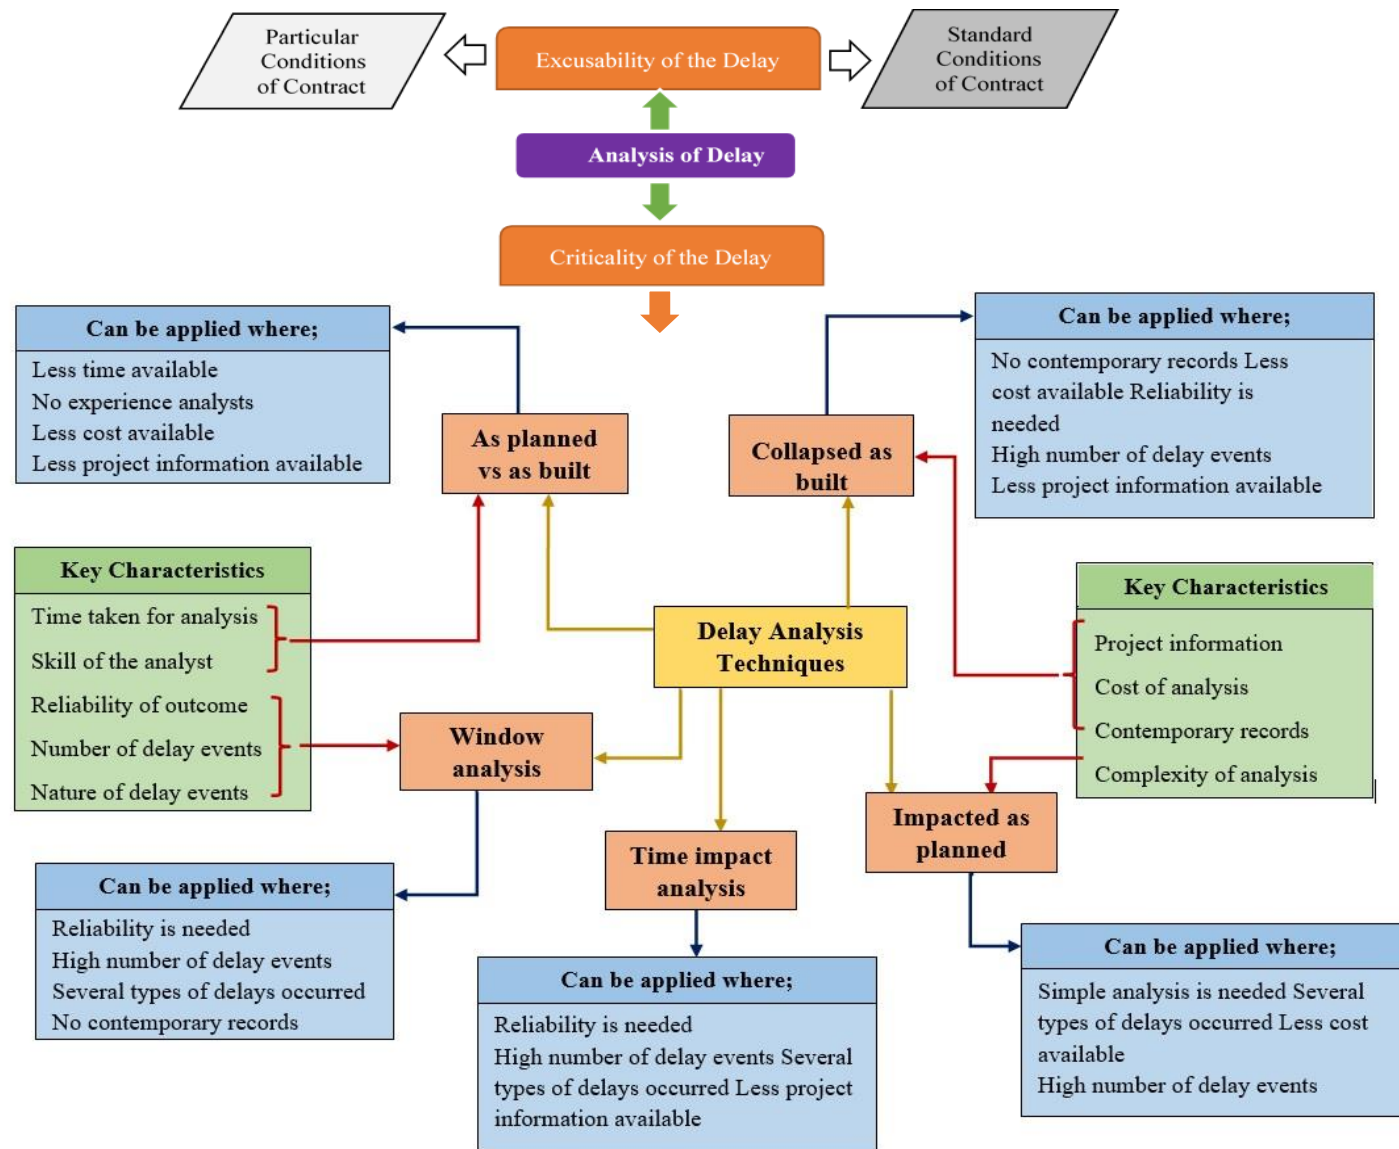 Particular
Conditions
of Contract
Excusability of the Delay
Standard
Conditions
of Contract
Analysis of Delay
Criticality of the Delay
Can be applied where;
Less time available
No experience analysts
Less cost available
Less project information available
As planned
vs as built
Collapsed as
built
Can be applied where;
No contemporary records Less
cost available Reliability is
needed
High number of delay events
Less project information available
Key Characteristics
Time taken for analysis
Skill of the analyst
Reliability of outcome
Number of delay events
Nature of delay events
Delay Analysis
Techniques
Key Characteristics
Project information
Cost of analysis
Contemporary records
Complexity of analysis
Window
analysis
Time impact
analysis
Impacted as
planned
Can be applied where;
Reliability is needed
High number of delay events
Several types of delays occurred
No contemporary records
Can be applied where;
Reliability is needed
High number of delay events Several
types of delays occurred Less project
information available
Can be applied where;
Simple analysis is needed Several
types of delays occurred Less cost
available
High number of delay events